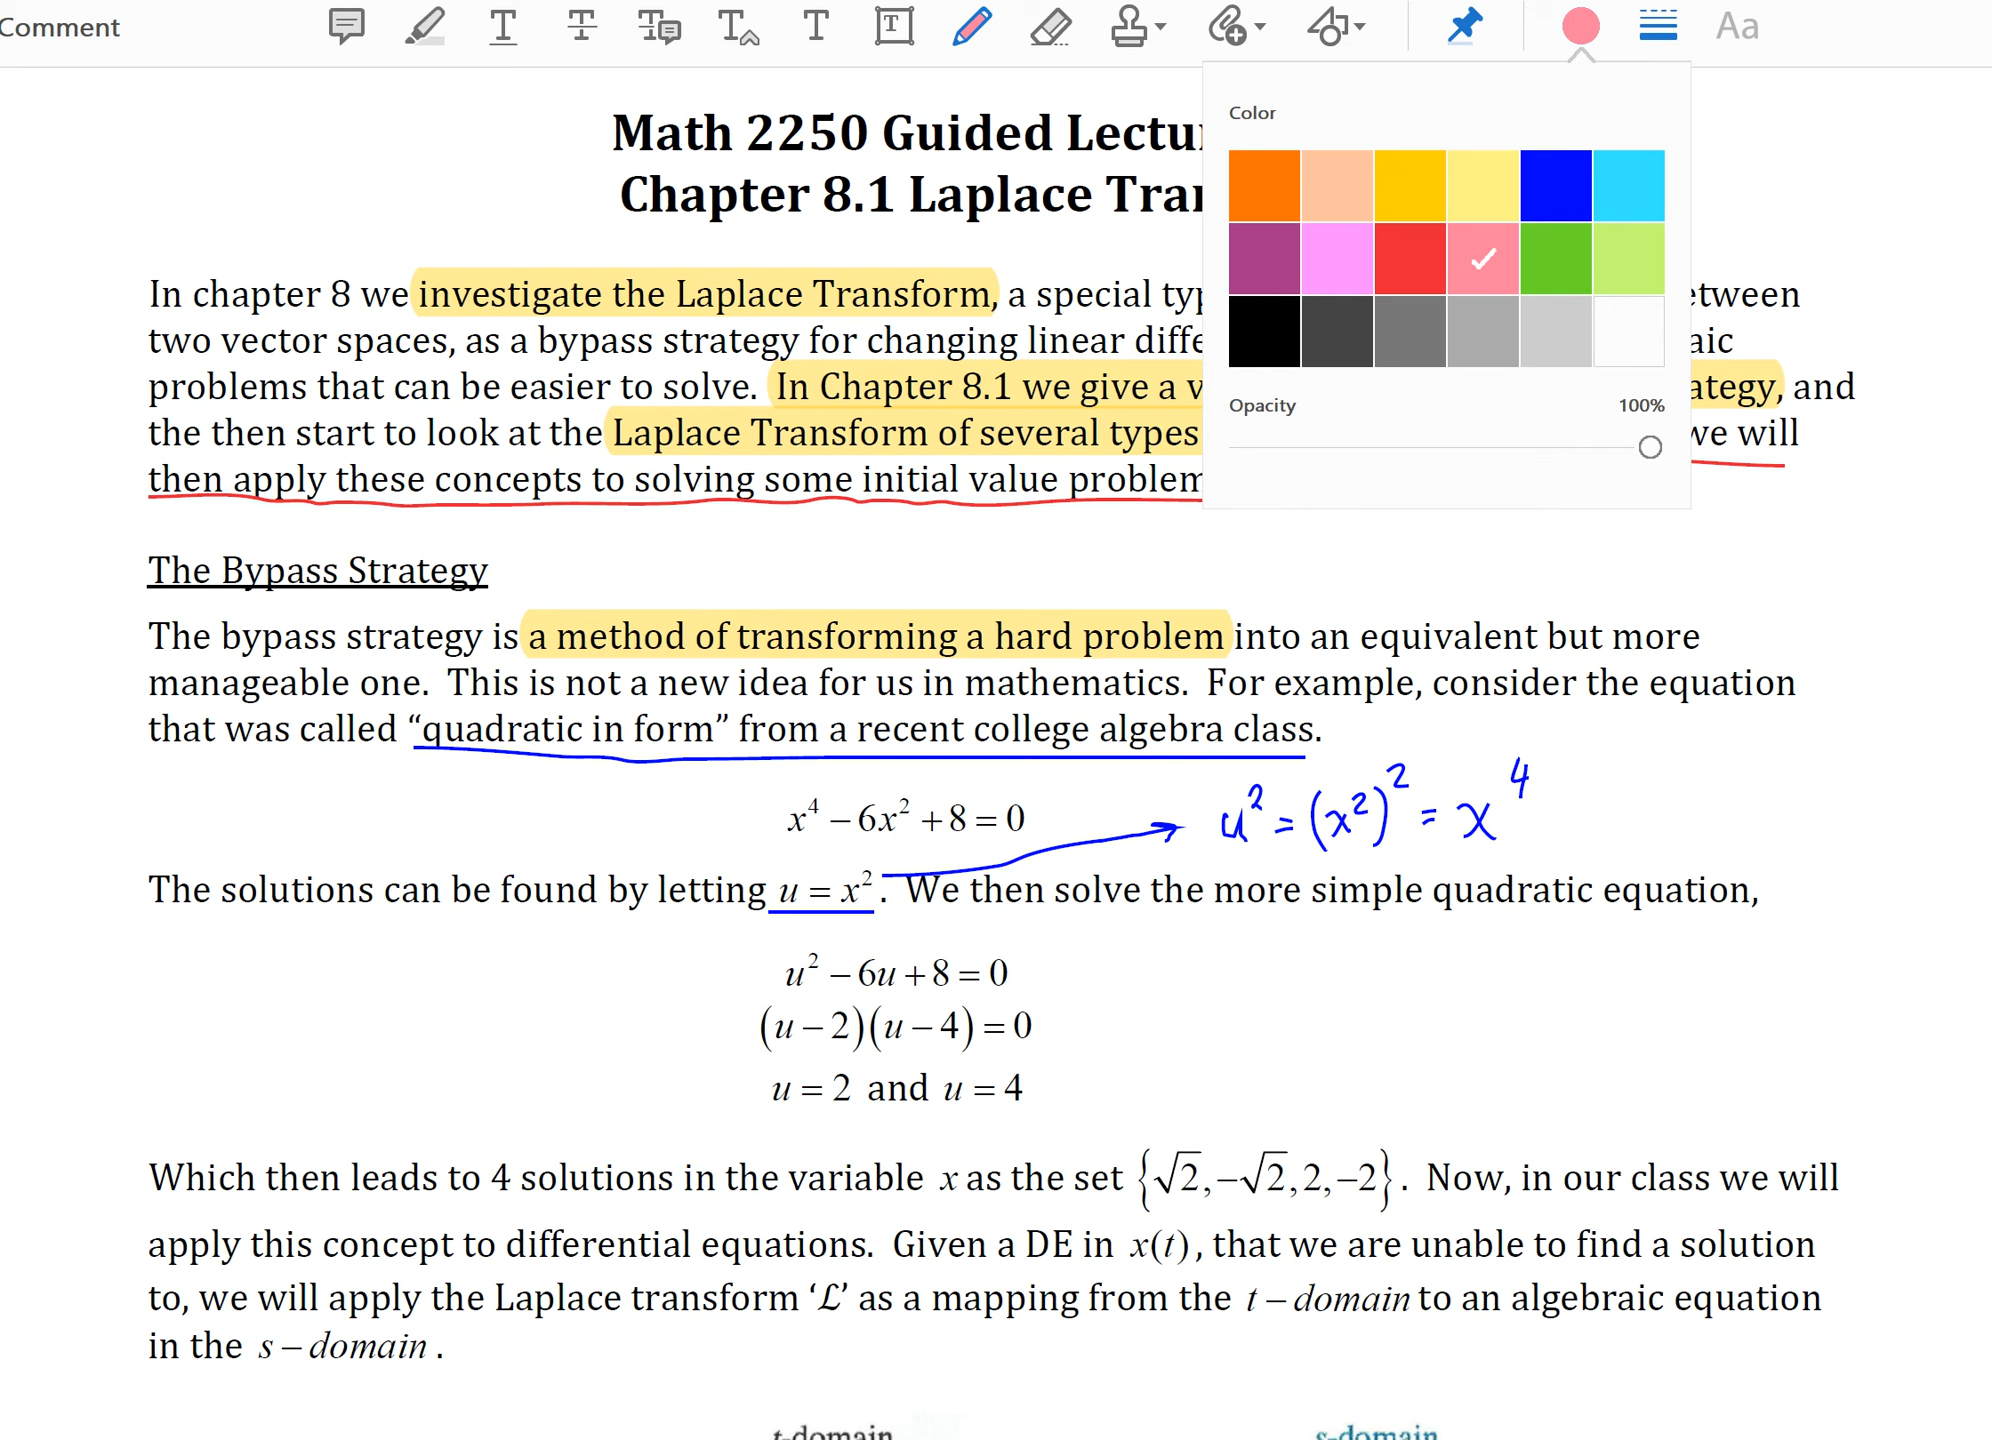 Comment
Aa
Color
Opacity 100%
Math 2250 Guided Lectu
Chapter 8.1 Laplace Tra
In chapter 8 we investigate the Laplace Transform, a special typ etween
two vector spaces, as a bypass strategy for changing linear diffe aic
problems that can be easier to solve. In Chapter 8.1 we give a v ategy, and
the then start to look at the Laplace Transform of several types we will
then apply these concepts to solving some initial value problem
The Bypass Strategy
The bypass strategy is a method of transforming a hard problem into an equivalent but more
manageable one. This is not a new idea for us in mathematics. For example, consider the equation
that was called “quadratic in form” from a recent college algebra class.
x⁴ − 6x² + 8 = 0
u² = (x²)² = x⁴
The solutions can be found by letting u = x². We then solve the more simple quadratic equation,
u² − 6u + 8 = 0
(u − 2)(u − 4) = 0
u = 2 and u = 4
Which then leads to 4 solutions in the variable x as the set {√2, −√2, 2, −2}. Now, in our class we will
apply this concept to differential equations. Given a DE in x(t), that we are unable to find a solution
to, we will apply the Laplace transform ‘ℒ’ as a mapping from the t − domain to an algebraic equation
in the s − domain.
t-domain s-domain